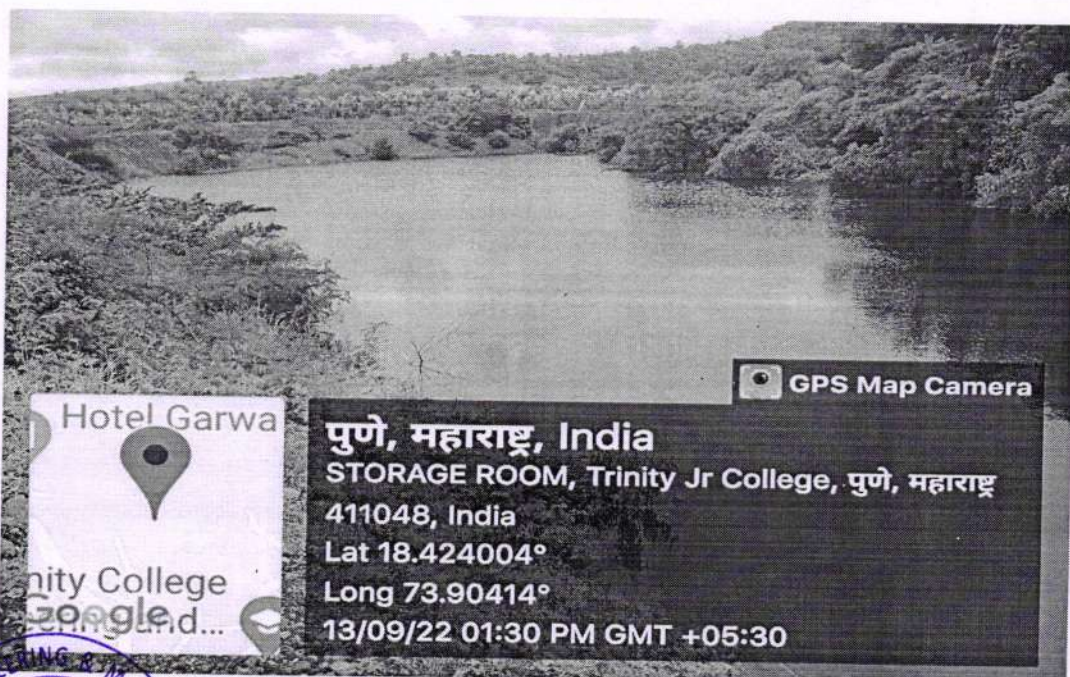 GPS Map Camera
Hotel Garwa
nity College
Google
पुणे, महाराष्ट्र, India
STORAGE ROOM, Trinity Jr College, पुणे, महाराष्ट्र
411048, India
Lat 18.424004°
Long 73.90414°
13/09/22 01:30 PM GMT +05:30
ERING &